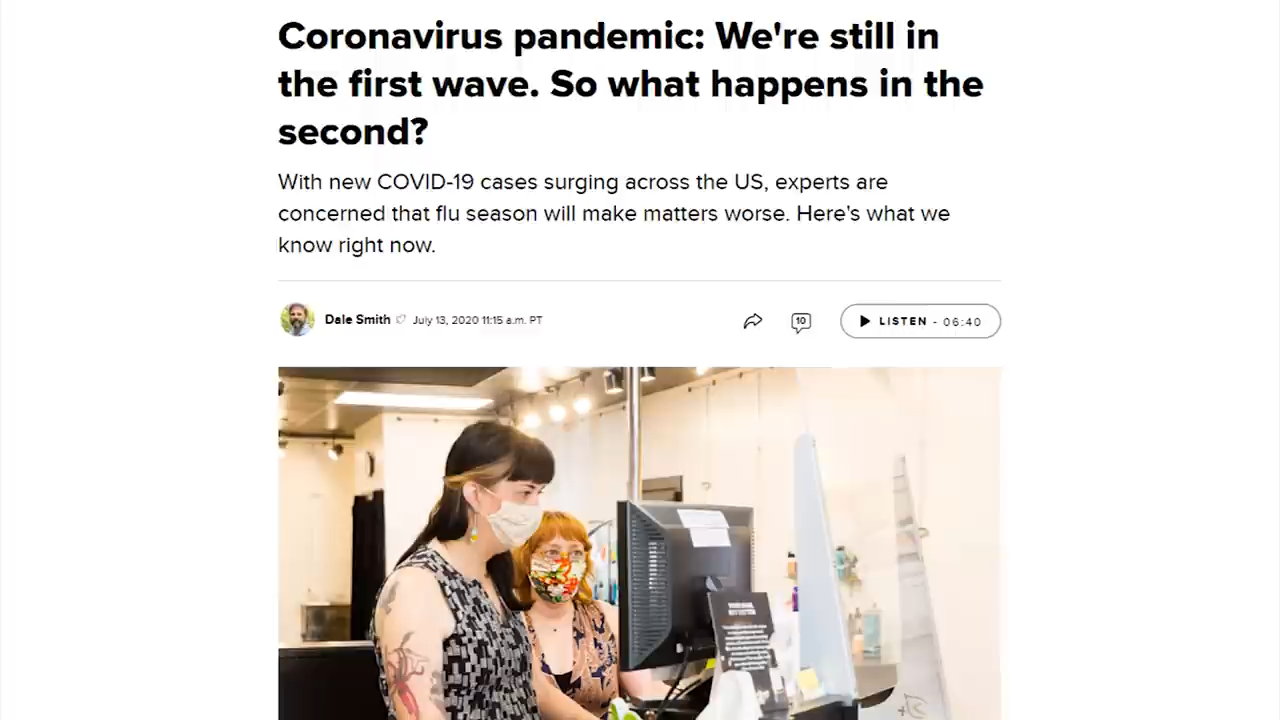 Coronavirus pandemic: We're still in
the first wave. So what happens in the
second?
With new COVID-19 cases surging across the US, experts are
concerned that flu season will make matters worse. Here's what we
know right now.
Dale Smith July 13, 2020 11:15 a.m. PT
10
LISTEN - 06:40